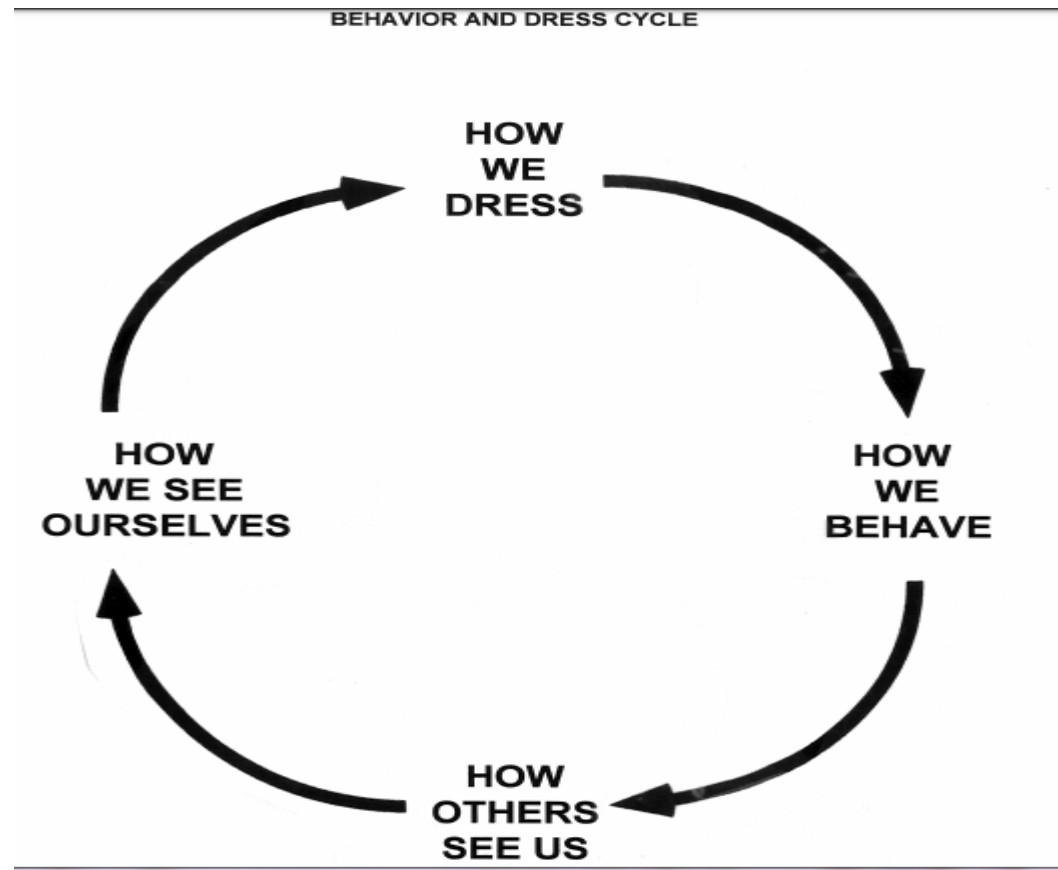 BEHAVIOR AND DRESS CYCLE
HOW
WE
DRESS
HOW
WE
BEHAVE
HOW
OTHERS
SEE US
HOW
WE SEE
OURSELVES